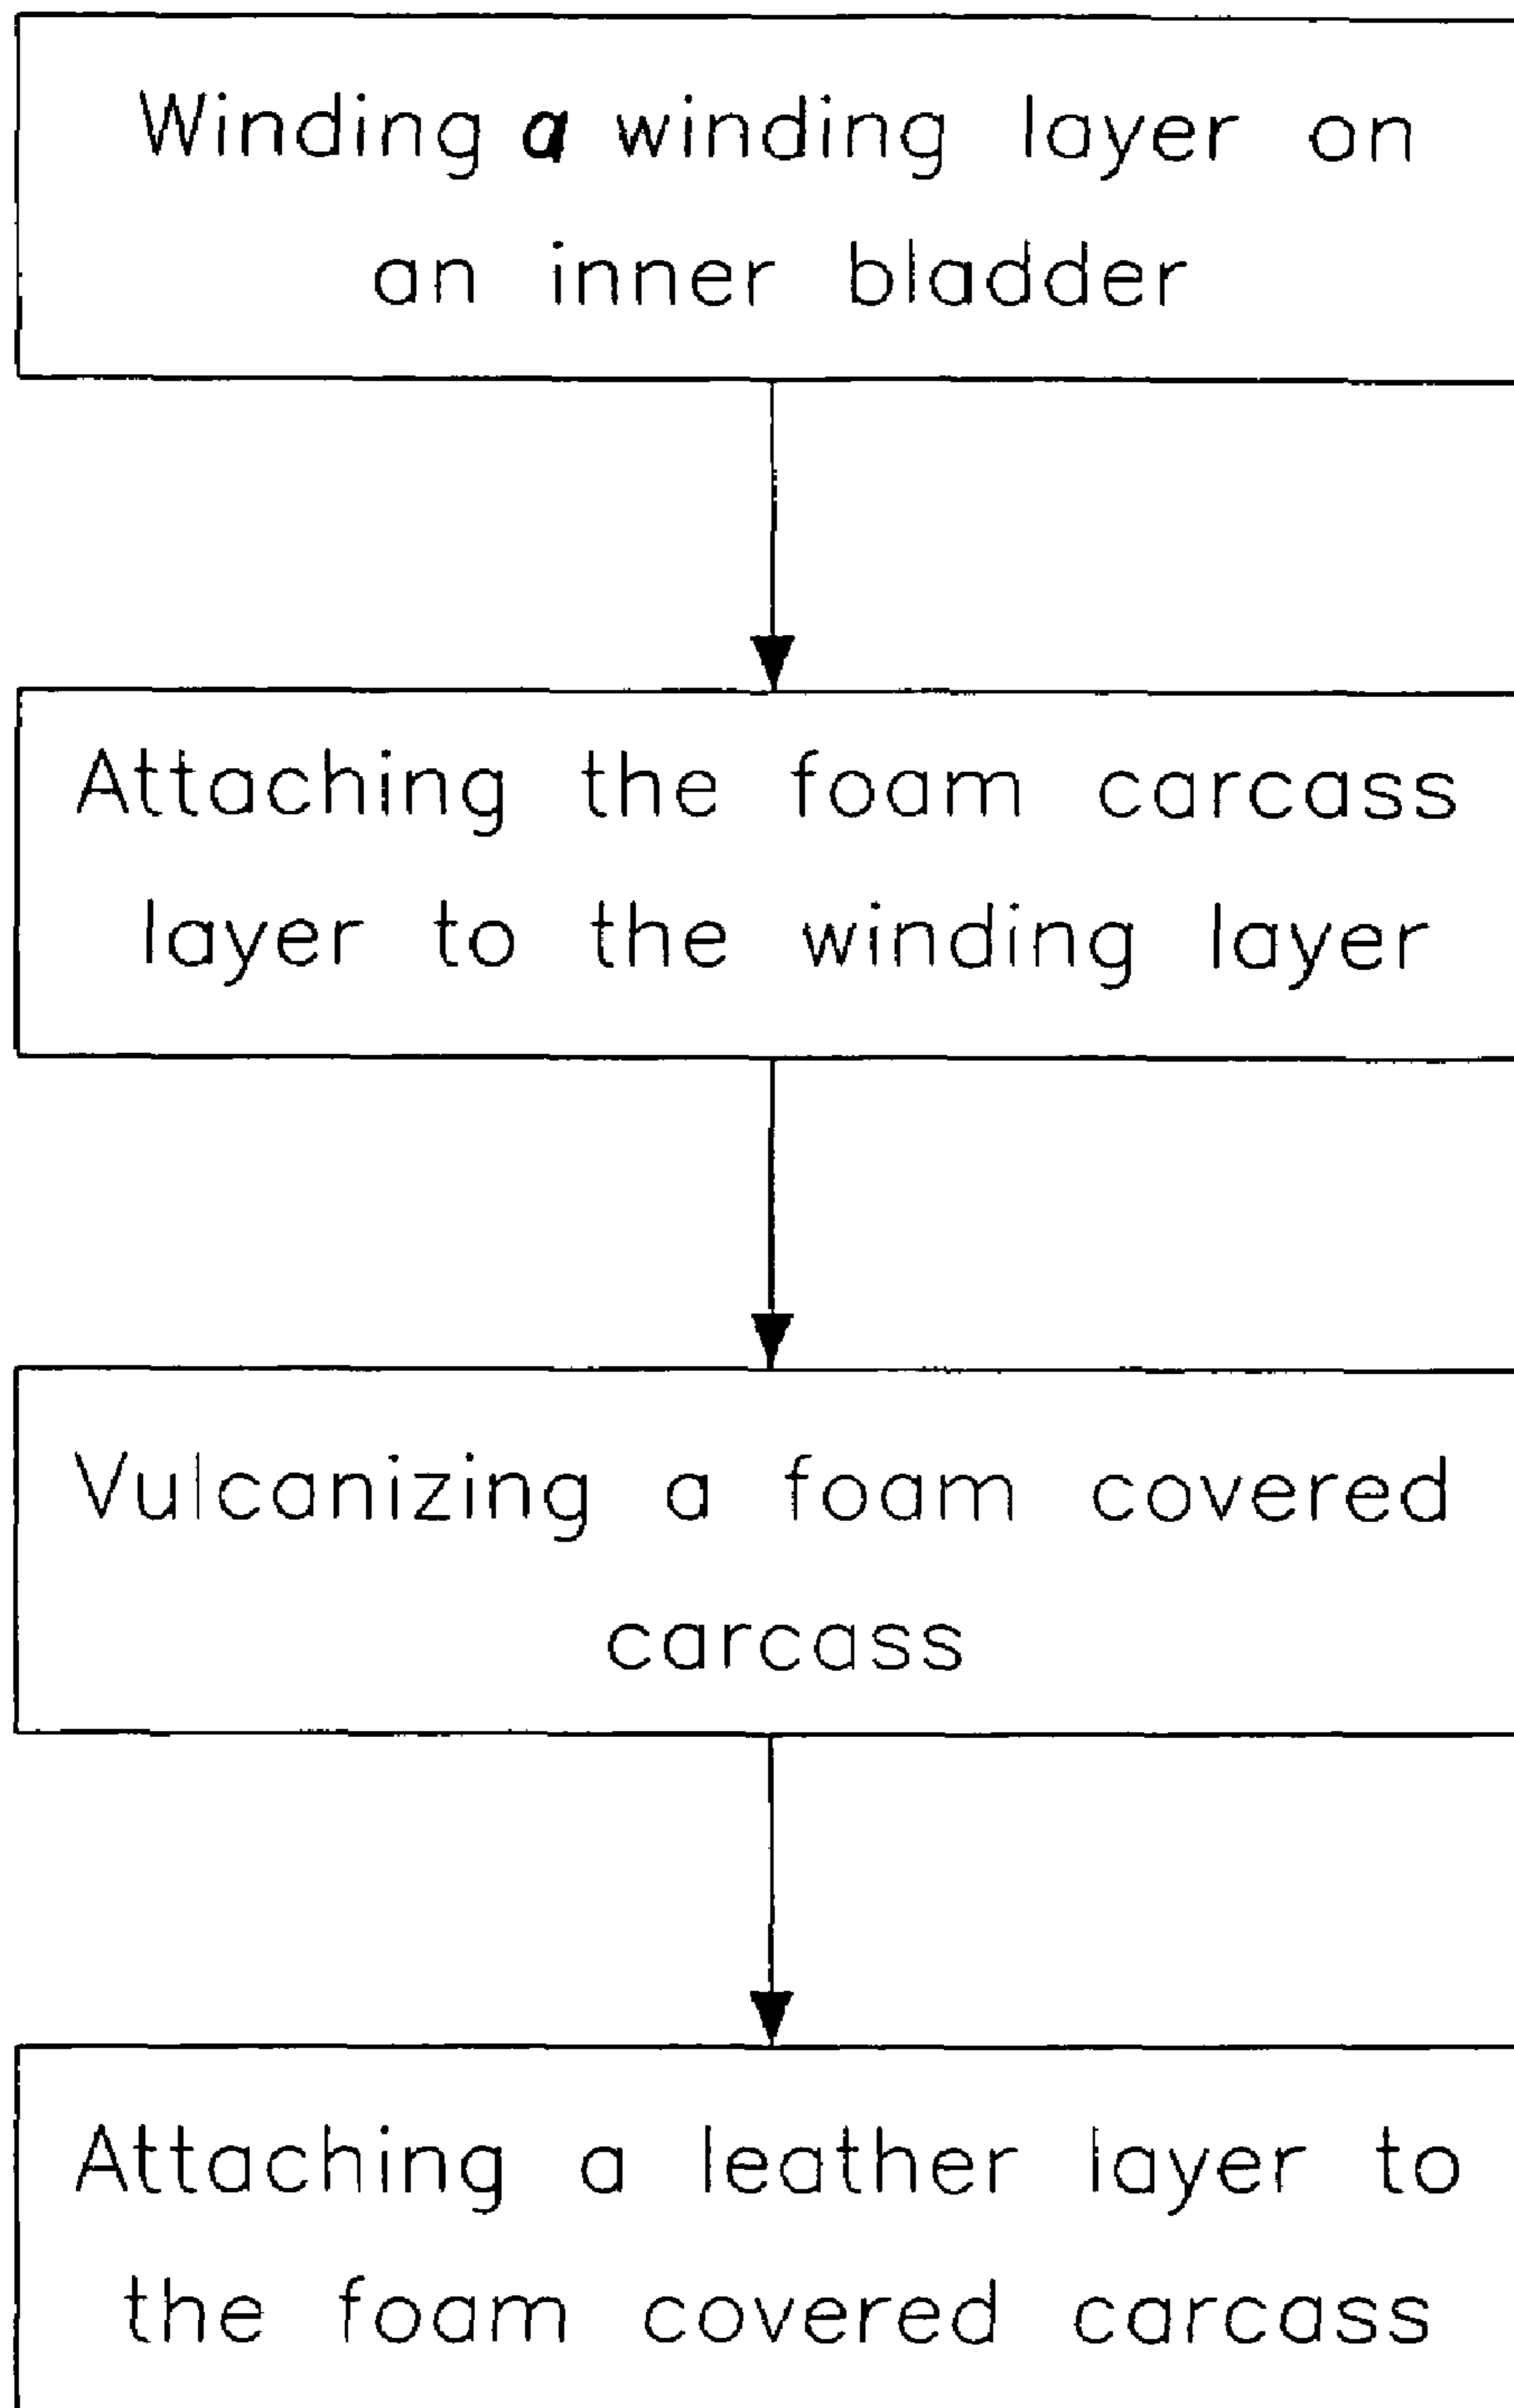 Winding a winding layer on
an inner bladder
Attaching the foam carcass
layer to the winding layer
Vulcanizing a foam covered
carcass
Attaching a leather layer to
the foam covered carcass